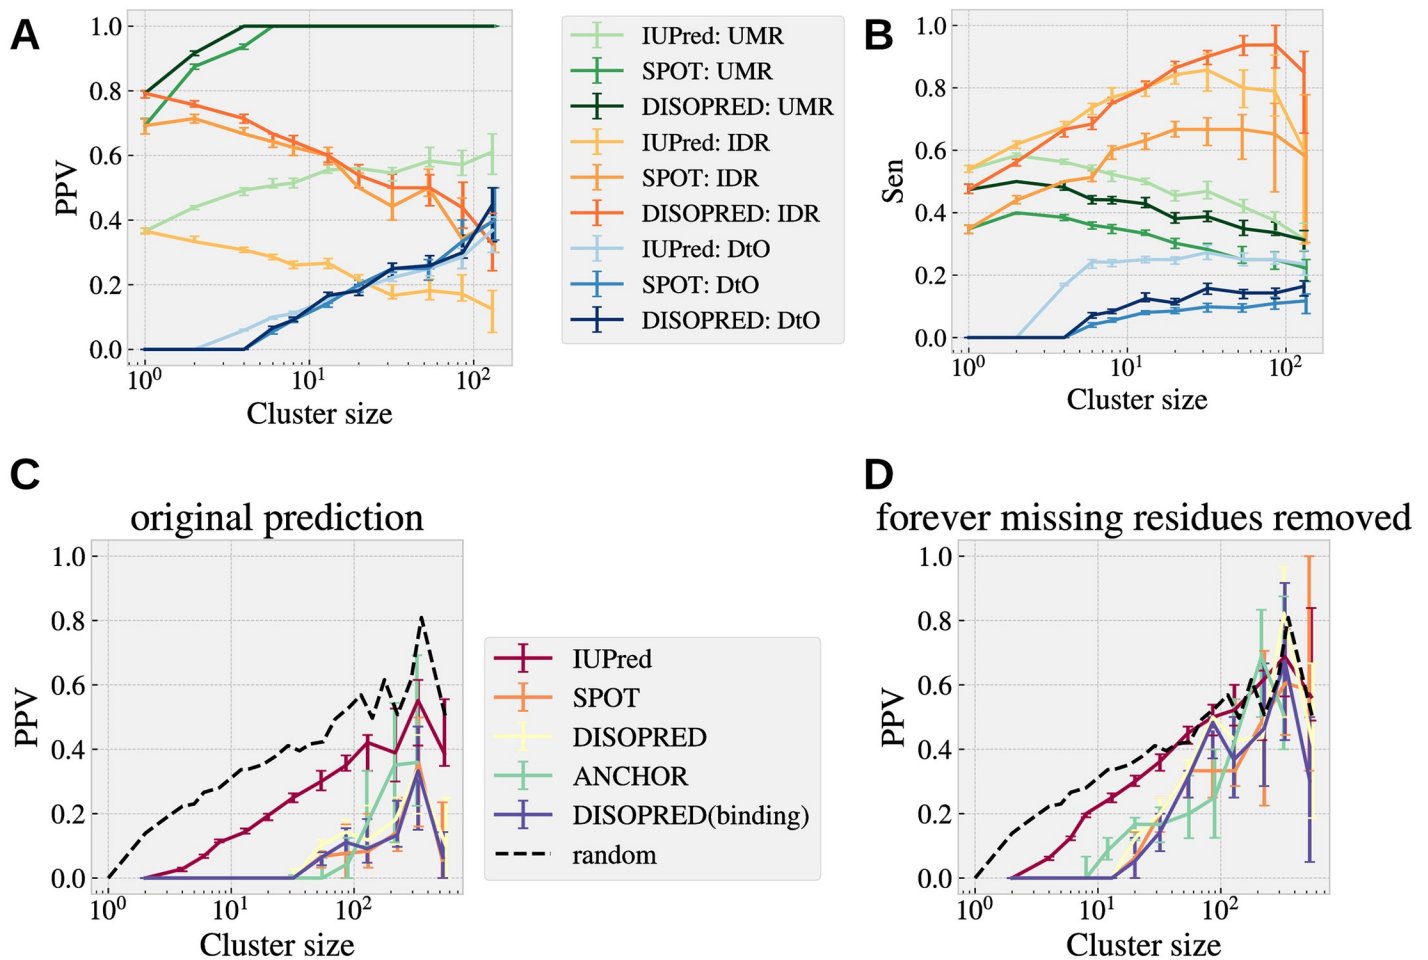 A
1.0
0.8
0.6
0.4
0.2
0.0
PPV
10⁰
10¹
10²
Cluster size
IUPred: UMR
SPOT: UMR
DISOPRED: UMR
IUPred: IDR
SPOT: IDR
DISOPRED: IDR
IUPred: DtO
SPOT: DtO
DISOPRED: DtO
B
1.0
0.8
0.6
0.4
0.2
0.0
Sen
10⁰
10¹
10²
Cluster size
C
original prediction
1.0
0.8
0.6
0.4
0.2
0.0
PPV
10⁰
10¹
10²
Cluster size
IUPred
SPOT
DISOPRED
ANCHOR
DISOPRED(binding)
random
D
forever missing residues removed
1.0
0.8
0.6
0.4
0.2
0.0
PPV
10⁰
10¹
10²
Cluster size